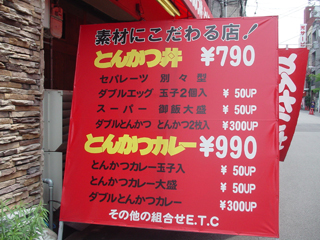 素材にこだわる店!
とんかつ丼 ¥790
セパレーツ 別々型
ダブルエッグ 玉子2個入 ¥50UP
スーパー 御飯大盛 ¥50UP
ダブルとんかつ とんかつ2枚入 ¥300UP
とんかつカレー ¥990
とんかつカレー玉子入 ¥50UP
とんかつカレー大盛 ¥50UP
ダブルとんかつカレー ¥300UP
その他の組合せE.T.C